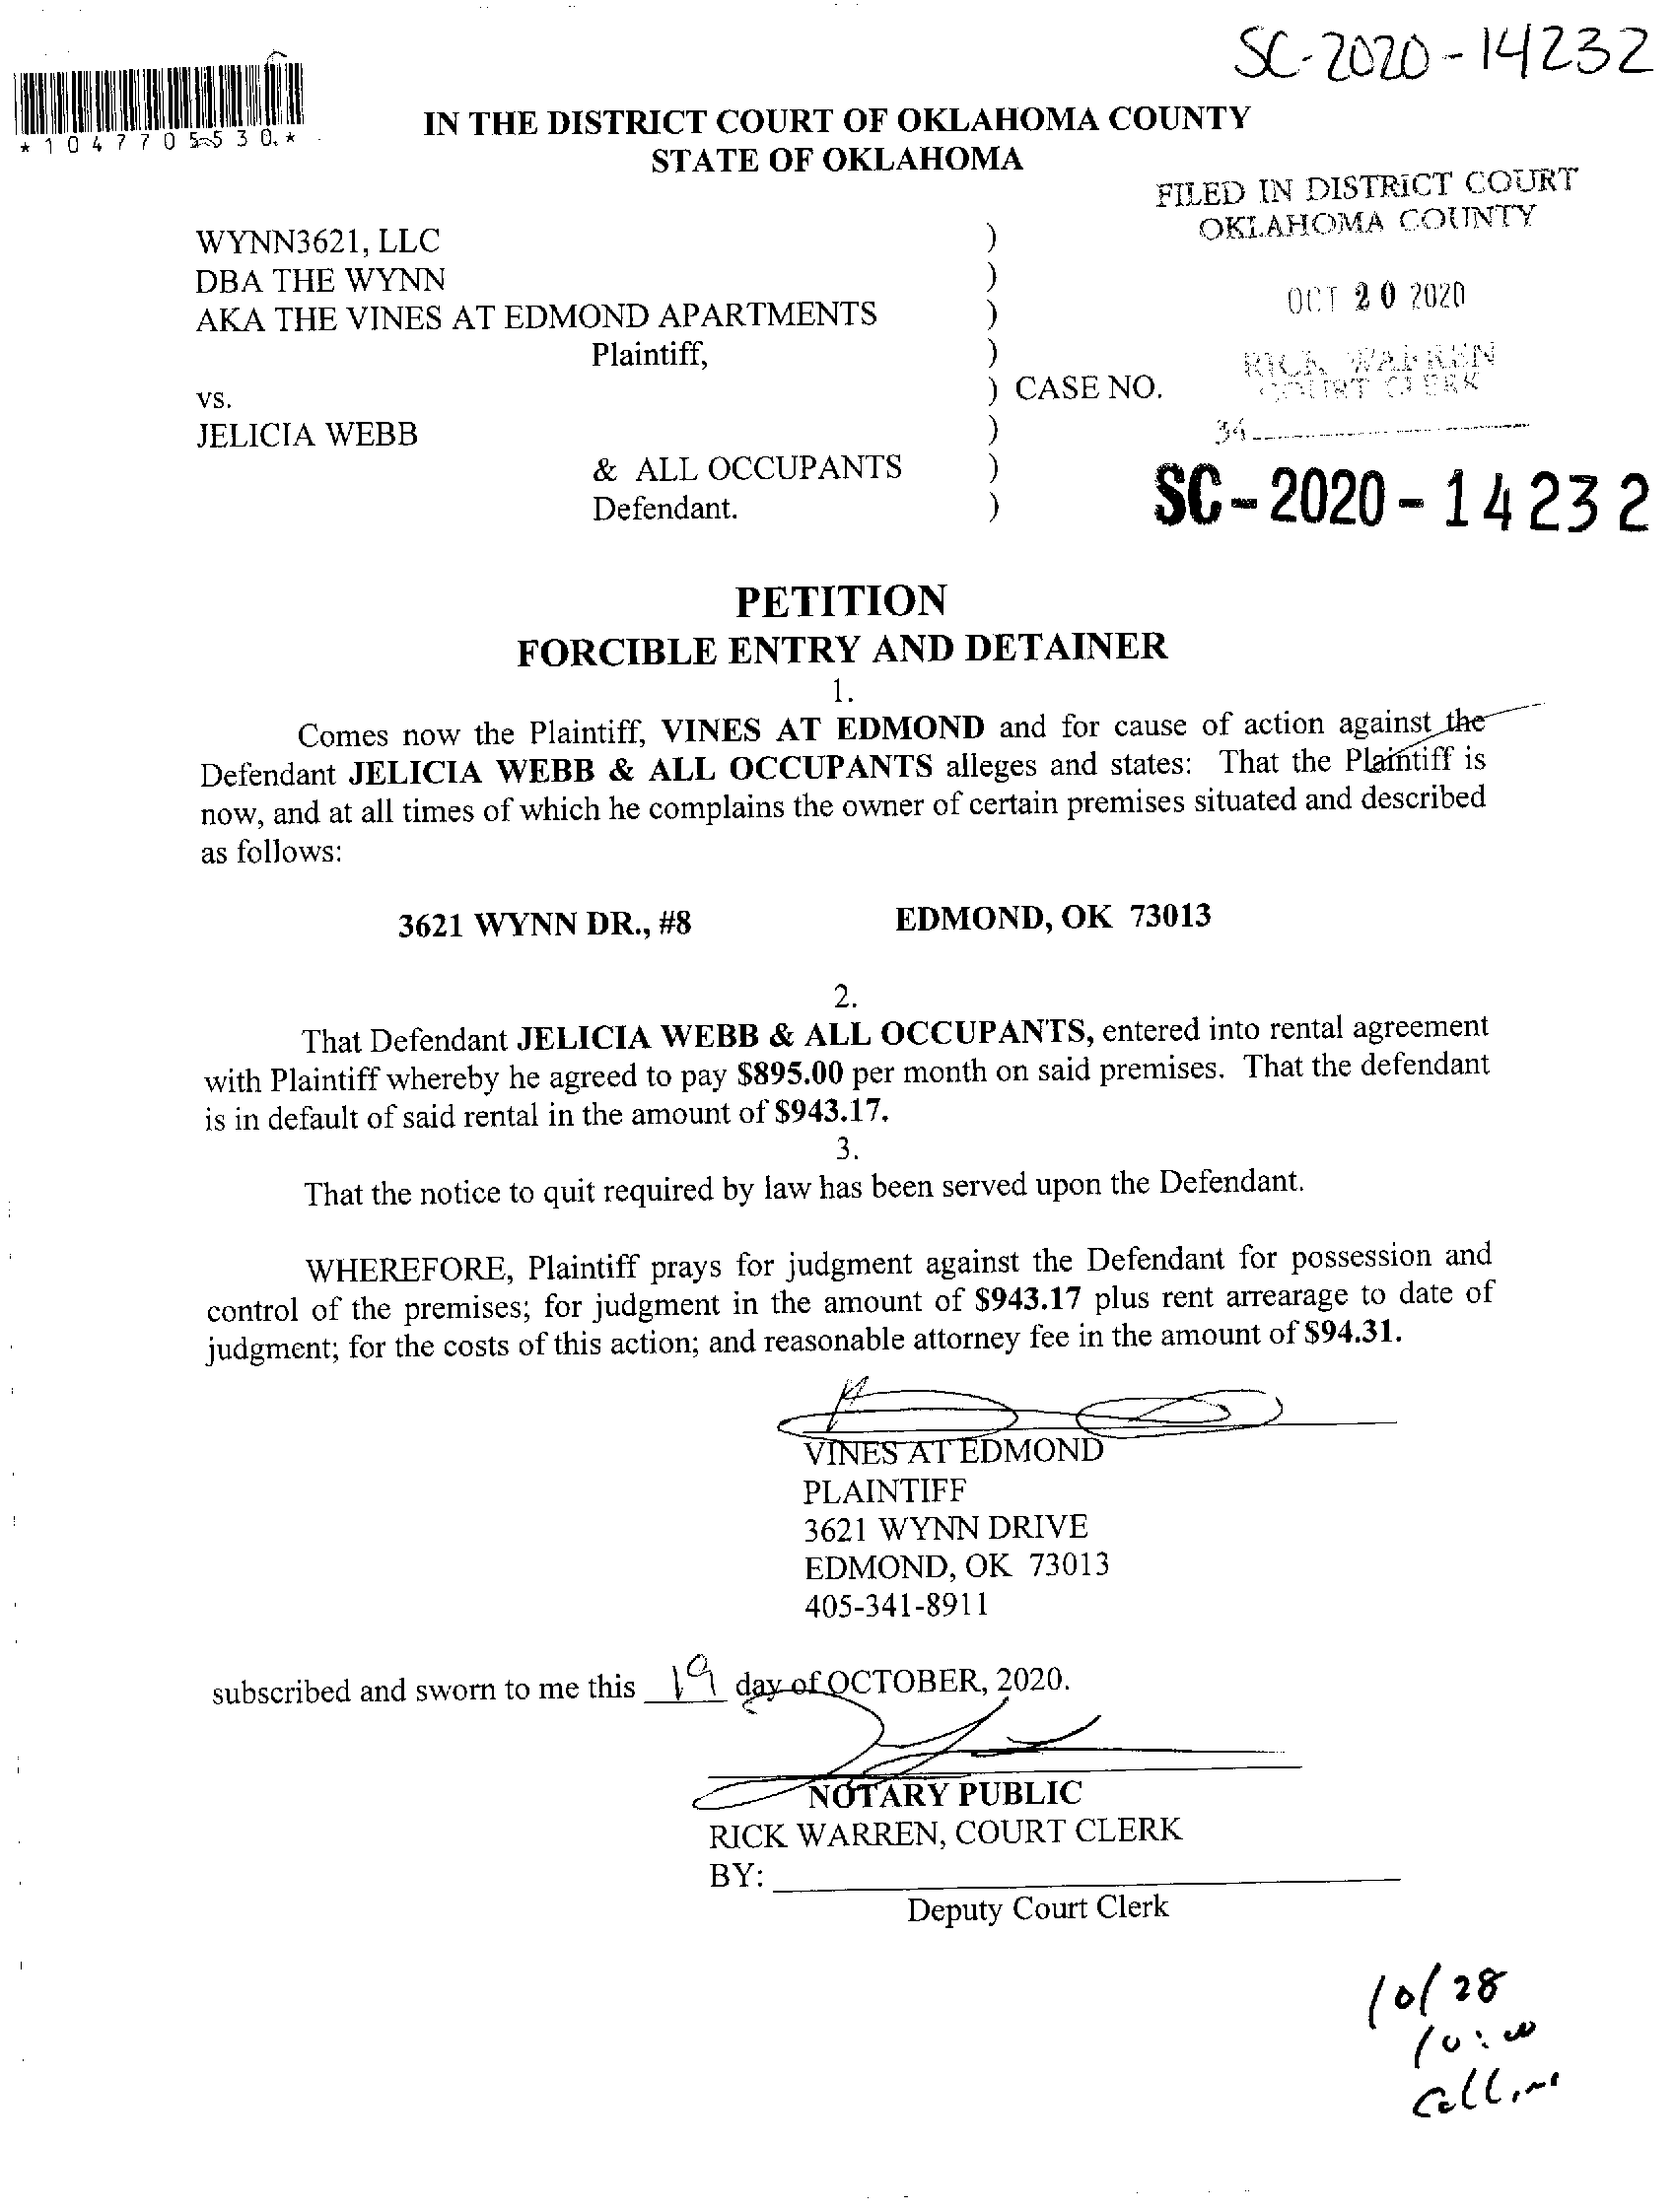 SC-2020-14232
*1047705530.*
IN THE DISTRICT COURT OF OKLAHOMA COUNTY
STATE OF OKLAHOMA
FILED IN DISTRICT COURT
OKLAHOMA COUNTY
WYNN3621, LLC )
DBA THE WYNN )
AKA THE VINES AT EDMOND APARTMENTS )
OCT 20 2020
Plaintiff, )
RICK WARREN
COURT CLERK
vs. ) CASE NO.
34
JELICIA WEBB )
& ALL OCCUPANTS )
Defendant. )
SC-2020-14232
PETITION
FORCIBLE ENTRY AND DETAINER
1.
Comes now the Plaintiff, VINES AT EDMOND and for cause of action against the
Defendant JELICIA WEBB & ALL OCCUPANTS alleges and states: That the Plaintiff is
now, and at all times of which he complains the owner of certain premises situated and described
as follows:
3621 WYNN DR., #8 EDMOND, OK 73013
2.
That Defendant JELICIA WEBB & ALL OCCUPANTS, entered into rental agreement
with Plaintiff whereby he agreed to pay $895.00 per month on said premises. That the defendant
is in default of said rental in the amount of $943.17.
3.
That the notice to quit required by law has been served upon the Defendant.
WHEREFORE, Plaintiff prays for judgment against the Defendant for possession and
control of the premises; for judgment in the amount of $943.17 plus rent arrearage to date of
judgment; for the costs of this action; and reasonable attorney fee in the amount of $94.31.
VINES AT EDMOND
PLAINTIFF
3621 WYNN DRIVE
EDMOND, OK 73013
405-341-8911
subscribed and sworn to me this 19 day of OCTOBER, 2020.
NOTARY PUBLIC
RICK WARREN, COURT CLERK
BY:
Deputy Court Clerk
10/28
10:00